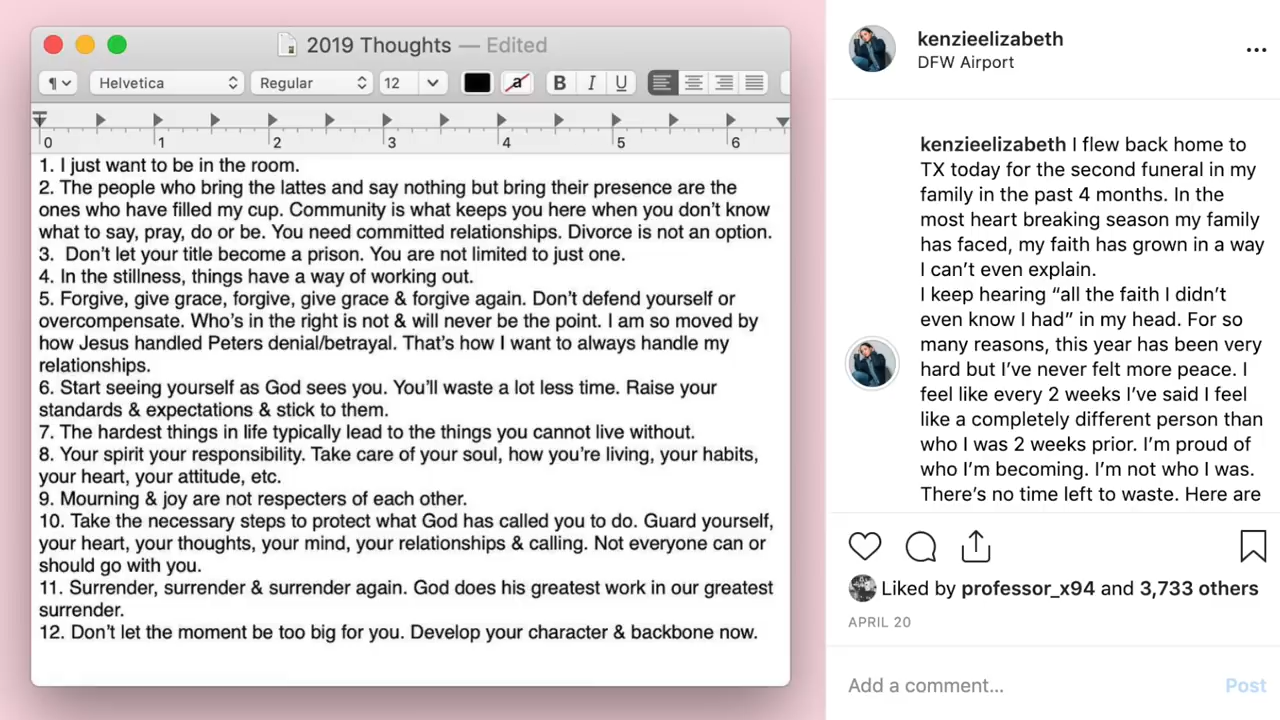 2019 Thoughts — Edited
¶ Helvetica Regular 12 a B I U
0 1 2 3 4 5 6
1. I just want to be in the room.
2. The people who bring the lattes and say nothing but bring their presence are the
ones who have filled my cup. Community is what keeps you here when you don't know
what to say, pray, do or be. You need committed relationships. Divorce is not an option.
3.  Don't let your title become a prison. You are not limited to just one.
4. In the stillness, things have a way of working out.
5. Forgive, give grace, forgive, give grace & forgive again. Don't defend yourself or
overcompensate. Who's in the right is not & will never be the point. I am so moved by
how Jesus handled Peters denial/betrayal. That's how I want to always handle my
relationships.
6. Start seeing yourself as God sees you. You'll waste a lot less time. Raise your
standards & expectations & stick to them.
7. The hardest things in life typically lead to the things you cannot live without.
8. Your spirit your responsibility. Take care of your soul, how you're living, your habits,
your heart, your attitude, etc.
9. Mourning & joy are not respecters of each other.
10. Take the necessary steps to protect what God has called you to do. Guard yourself,
your heart, your thoughts, your mind, your relationships & calling. Not everyone can or
should go with you.
11. Surrender, surrender & surrender again. God does his greatest work in our greatest
surrender.
12. Don't let the moment be too big for you. Develop your character & backbone now.
kenzieelizabeth
DFW Airport
kenzieelizabeth I flew back home to
TX today for the second funeral in my
family in the past 4 months. In the
most heart breaking season my family
has faced, my faith has grown in a way
I can't even explain.
I keep hearing “all the faith I didn't
even know I had” in my head. For so
many reasons, this year has been very
hard but I've never felt more peace. I
feel like every 2 weeks I've said I feel
like a completely different person than
who I was 2 weeks prior. I'm proud of
who I'm becoming. I'm not who I was.
There's no time left to waste. Here are
Liked by professor_x94 and 3,733 others
APRIL 20
Add a comment...
Post